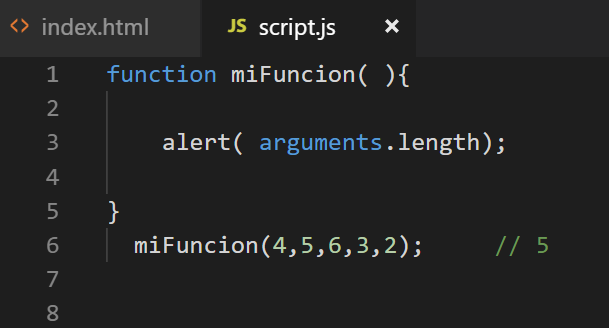 <> index.html JS script.js ×
1 function miFuncion( ){
2
3 alert( arguments.length);
4
5 }
6 miFuncion(4,5,6,3,2); // 5
7
8